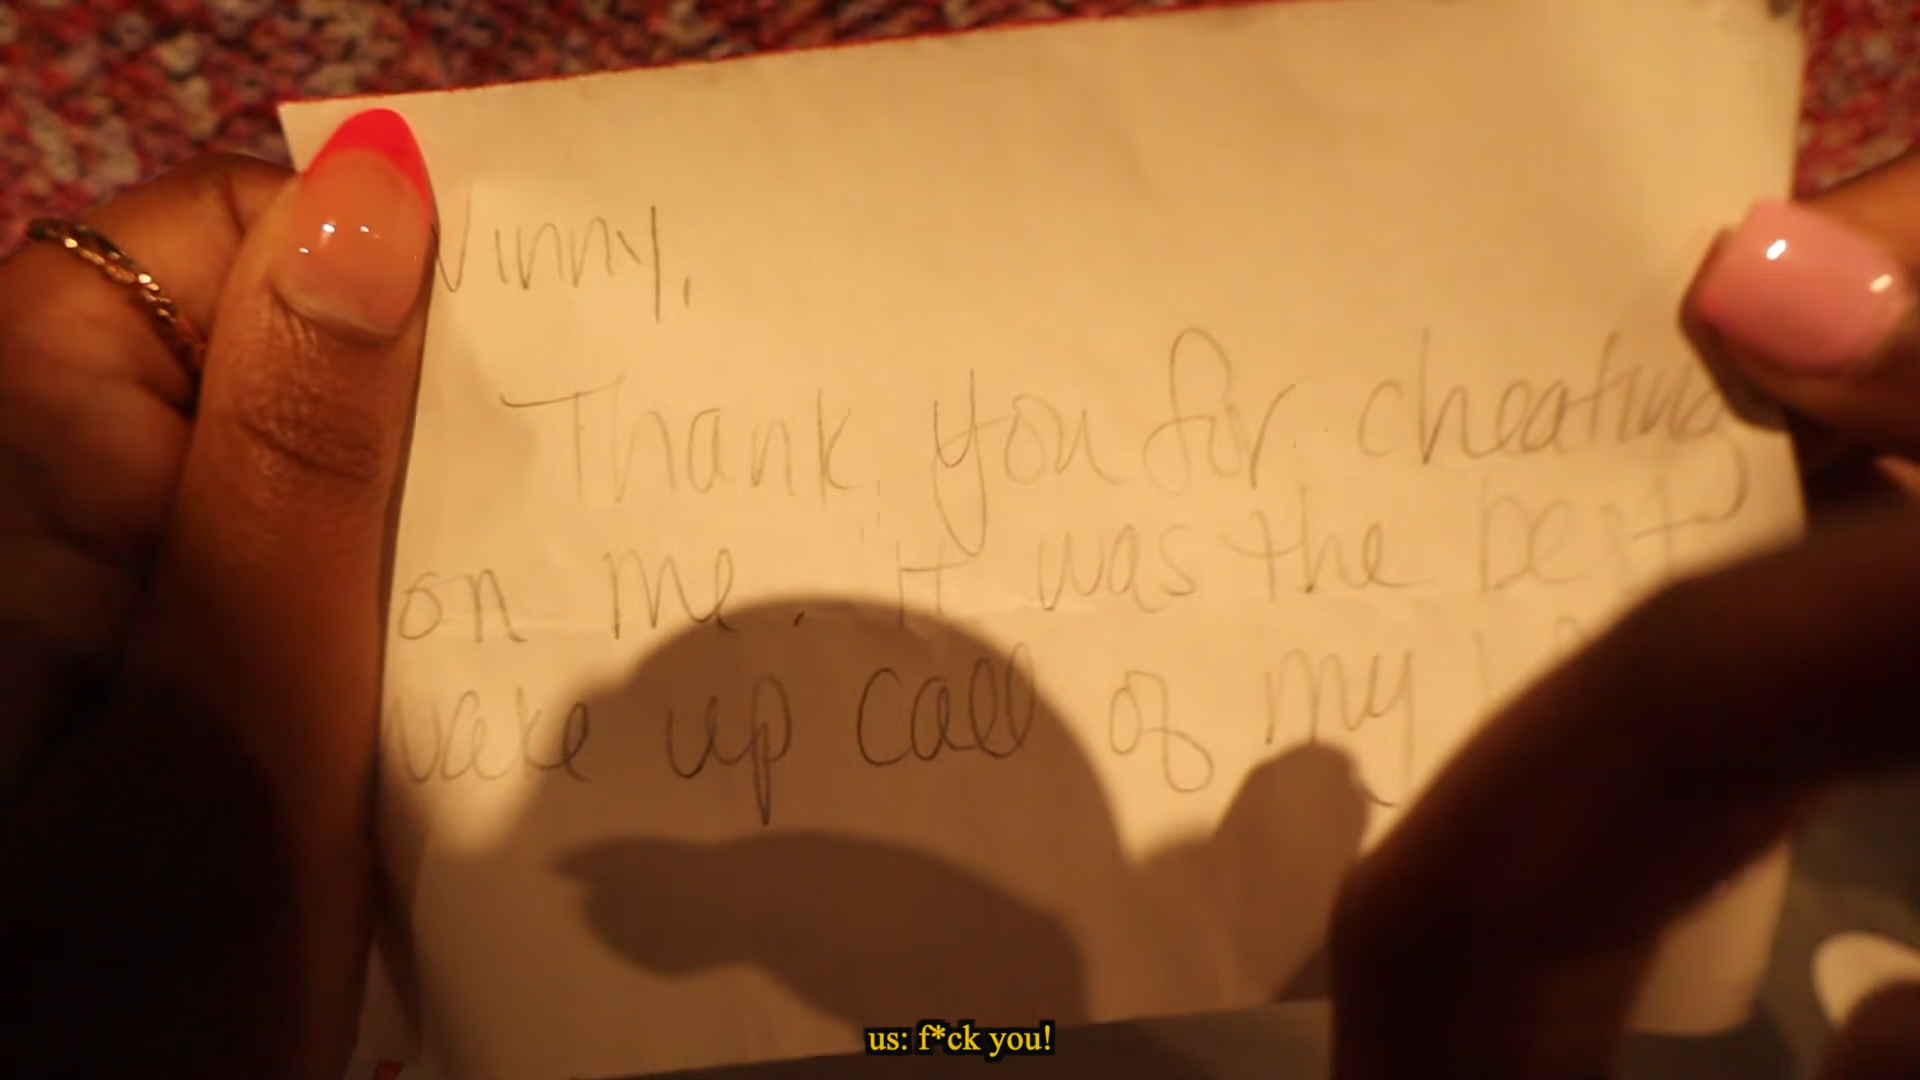 Vinny,
Thank you for cheating
on me. it was the best
wake up call of my
us: f*ck you!